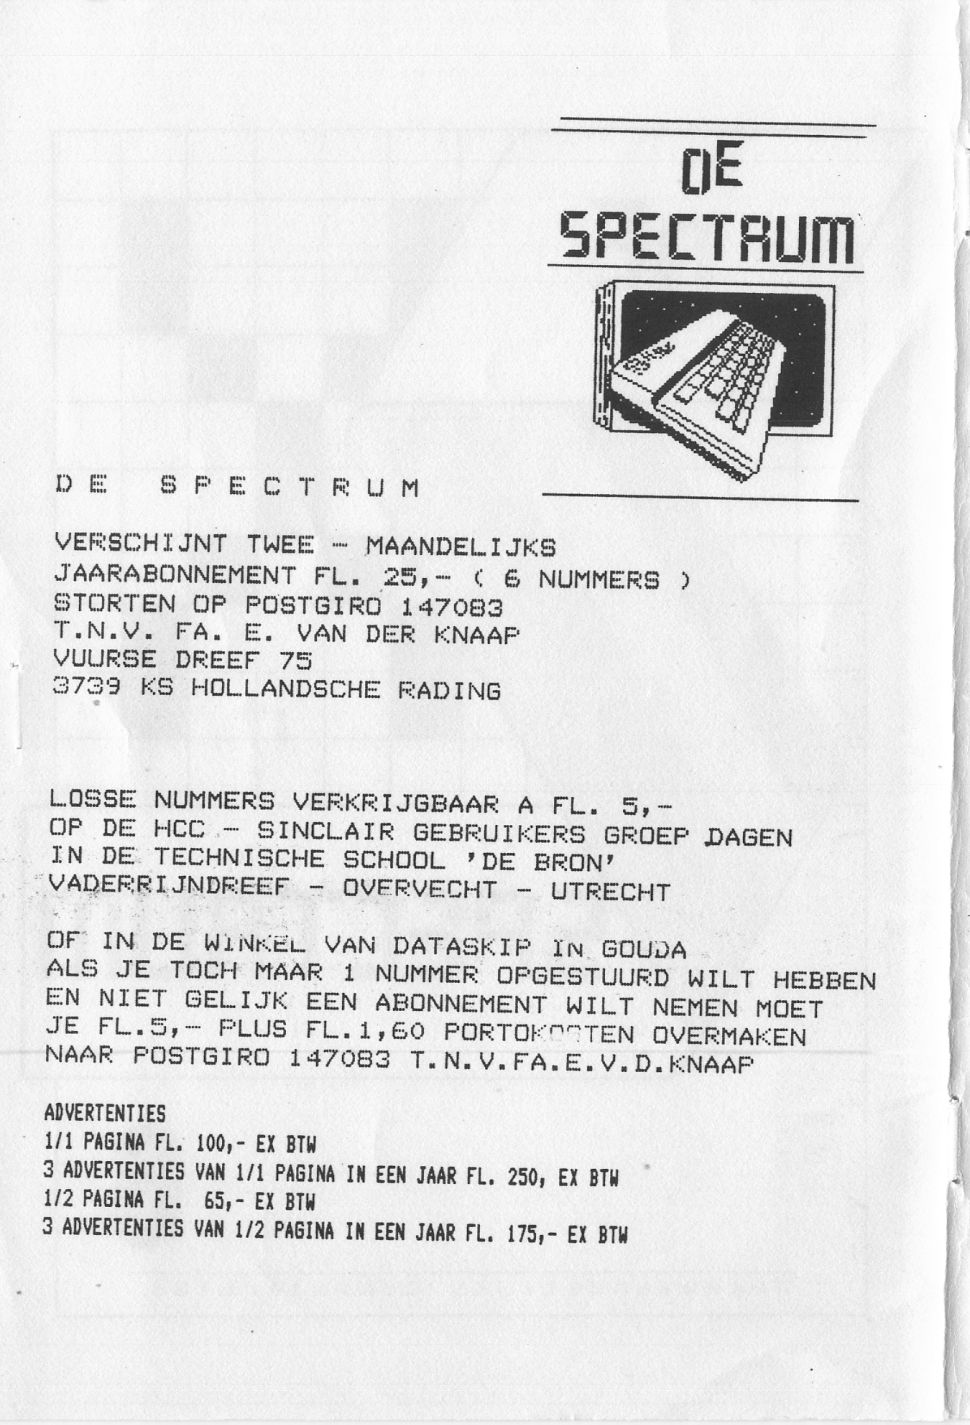 DE
SPECTRUM
DE SPECTRUM
VERSCHIJNT TWEE - MAANDELIJKS
JAARABONNEMENT FL. 25,- ( 6 NUMMERS )
STORTEN OP POSTGIRO 147083
T.N.V. FA. E. VAN DER KNAAP
VUURSE DREEF 75
3739 KS HOLLANDSCHE RADING
LOSSE NUMMERS VERKRIJGBAAR A FL. 5,-
OP DE HCC - SINCLAIR GEBRUIKERS GROEP DAGEN
IN DE TECHNISCHE SCHOOL 'DE BRON'
VADERRIJNDREEF - OVERVECHT - UTRECHT
OF IN DE WINKEL VAN DATASKIP IN GOUDA
ALS JE TOCH MAAR 1 NUMMER OPGESTUURD WILT HEBBEN
EN NIET GELIJK EEN ABONNEMENT WILT NEMEN MOET
JE FL.5,- PLUS FL.1,60 PORTOKOSTEN OVERMAKEN
NAAR POSTGIRO 147083 T.N.V.FA.E.V.D.KNAAP
ADVERTENTIES
1/1 PAGINA FL. 100,- EX BTW
3 ADVERTENTIES VAN 1/1 PAGINA IN EEN JAAR FL. 250, EX BTW
1/2 PAGINA FL. 65,- EX BTW
3 ADVERTENTIES VAN 1/2 PAGINA IN EEN JAAR FL. 175,- EX BTW